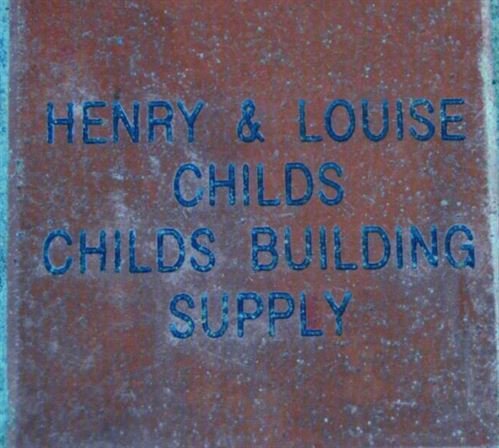 HENRY & LOUISE
CHILDS
CHILDS BUILDING
SUPPLY